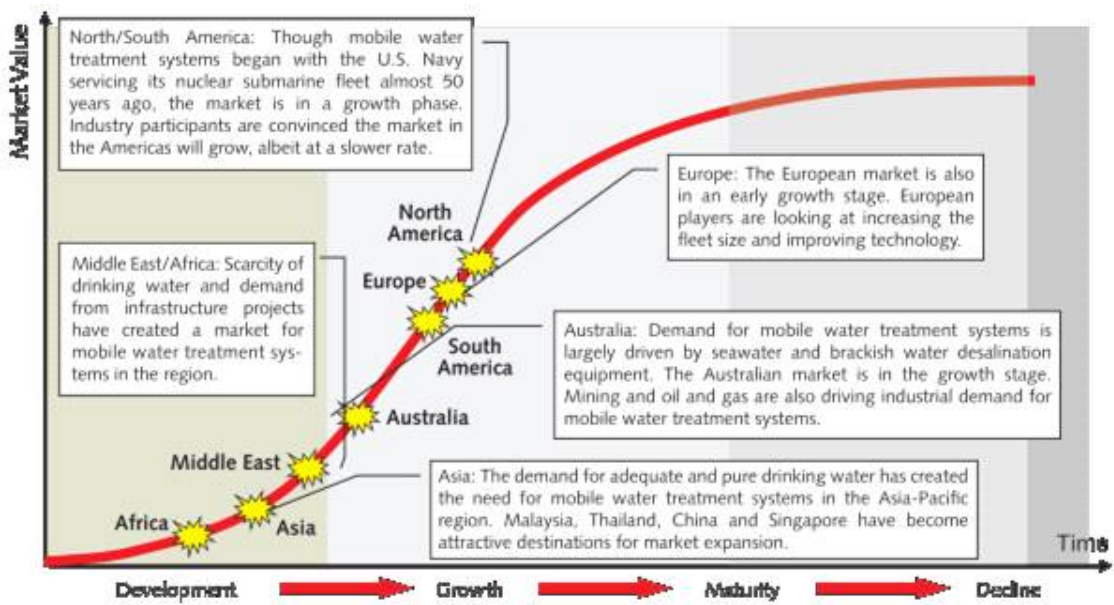 Market Value
North/South America: Though mobile water
treatment systems began with the U.S. Navy
servicing its nuclear submarine fleet almost 50
years ago, the market is in a growth phase.
Industry participants are convinced the market in
the Americas will grow, albeit at a slower rate.
Europe: The European market is also
in an early growth stage. European
players are looking at increasing the
fleet size and improving technology.
North
America
Middle East/Africa: Scarcity of
drinking water and demand
from infrastructure projects
have created a market for
mobile water treatment sys-
tems in the region.
Europe
South
America
Australia: Demand for mobile water treatment systems is
largely driven by seawater and brackish water desalination
equipment. The Australian market is in the growth stage.
Mining and oil and gas are also driving industrial demand for
mobile water treatment systems.
Australia
Middle East
Asia: The demand for adequate and pure drinking water has created
the need for mobile water treatment systems in the Asia-Pacific
region. Malaysia, Thailand, China and Singapore have become
attractive destinations for market expansion.
Africa
Asia
Time
Development Growth Maturity Decline